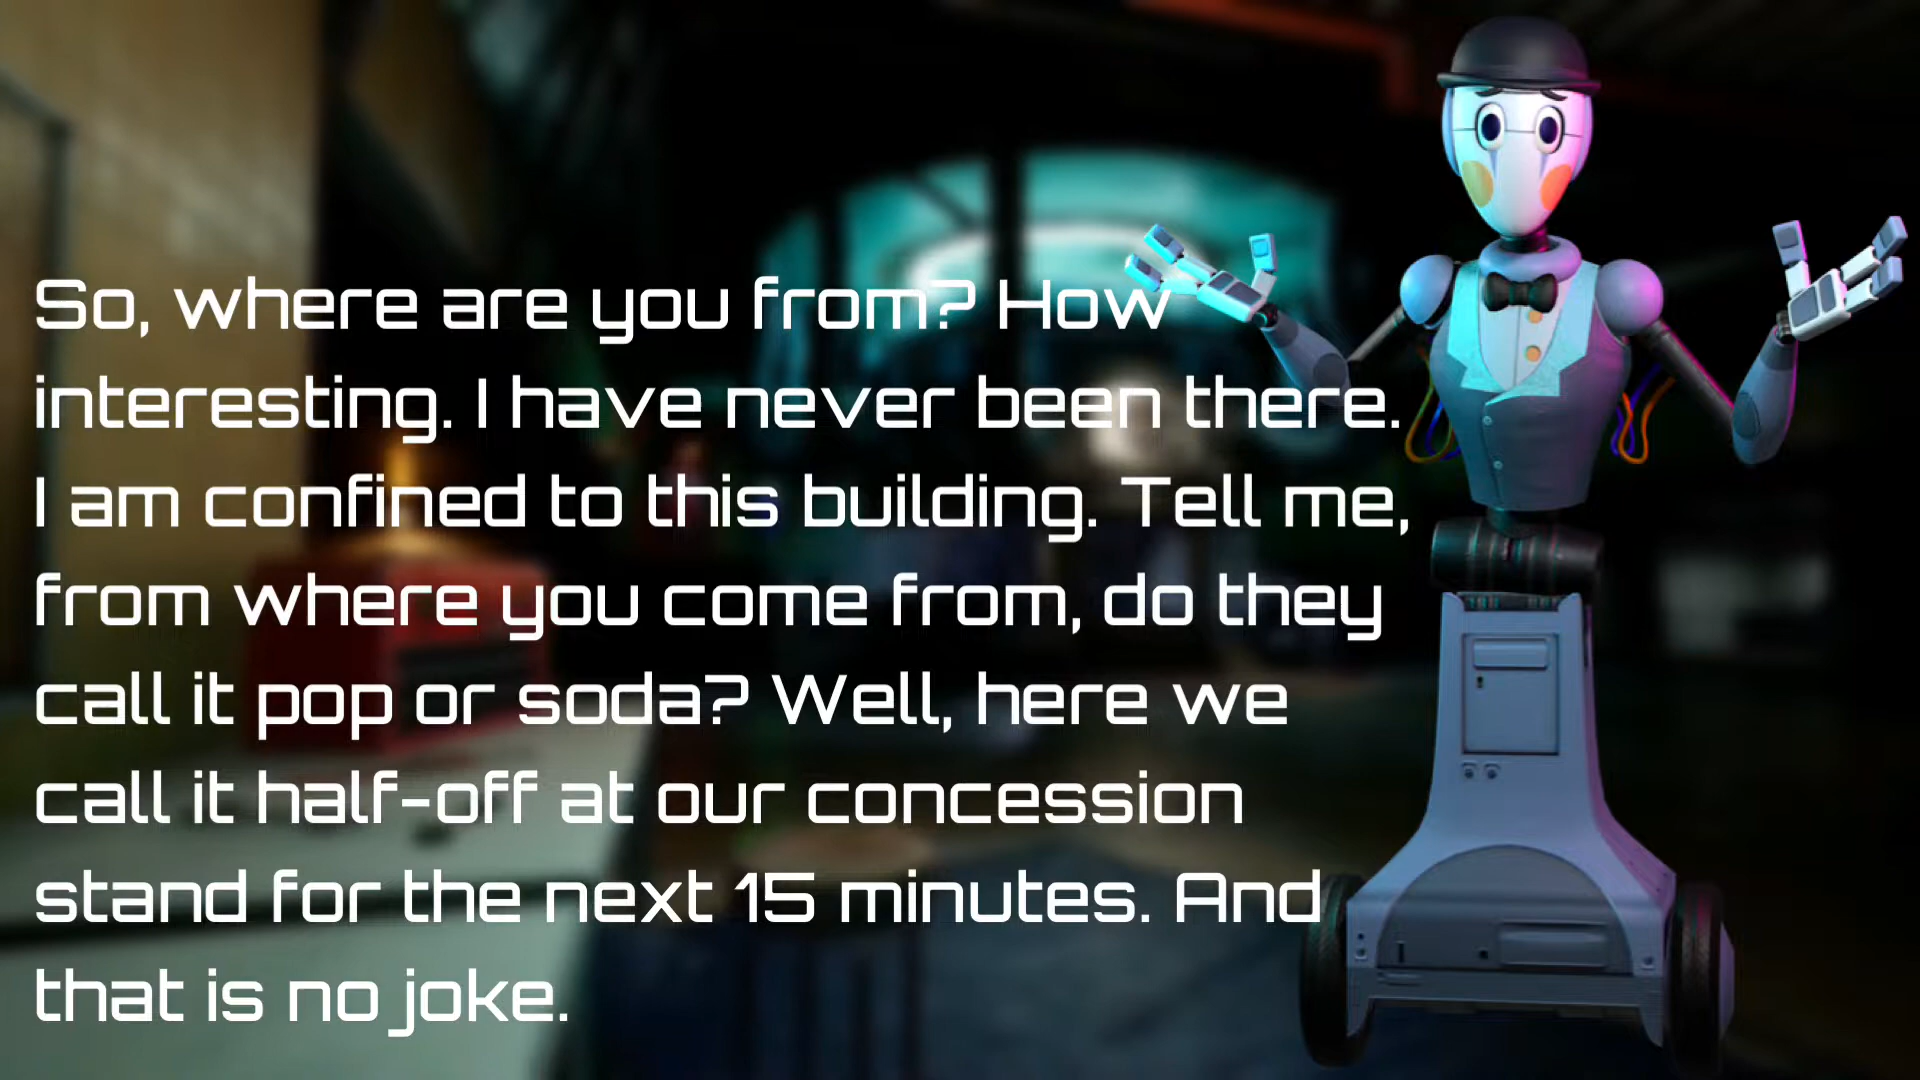 So, where are you from? How
interesting. I have never been there.
I am confined to this building. Tell me,
from where you come from, do they
call it pop or soda? Well, here we
call it half-off at our concession
stand for the next 15 minutes. And
that is no joke.